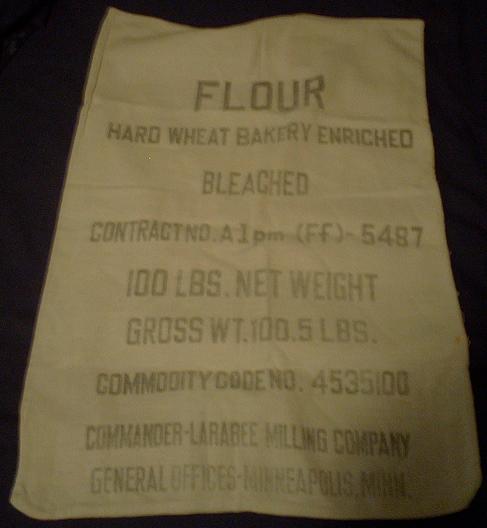 FLOUR
HARD WHEAT BAKERY ENRICHED
BLEACHED
CONTRACT NO. A1pm (FF)-5487
100 LBS. NET WEIGHT
GROSS WT. 100.5 LBS.
COMMODITY CODE NO. 4535100
COMMANDER-LARABEE MILLING COMPANY
GENERAL OFFICES-MINNEAPOLIS, MINN.